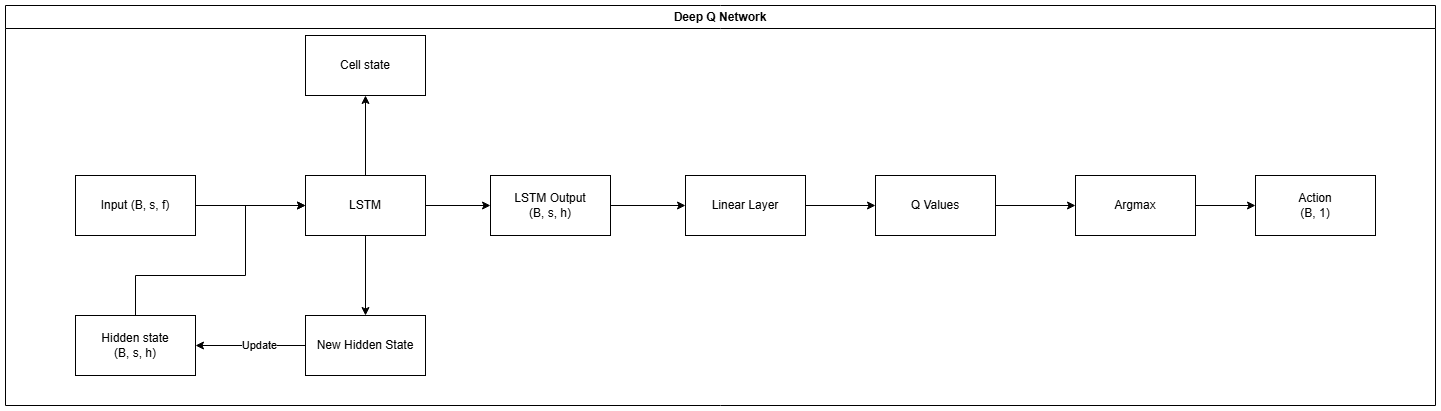 Deep Q Network
Cell state
Input (B, s, f)
LSTM
LSTM Output
(B, s, h)
Linear Layer
Q Values
Argmax
Action
(B, 1)
Hidden state
(B, s, h)
Update
New Hidden State